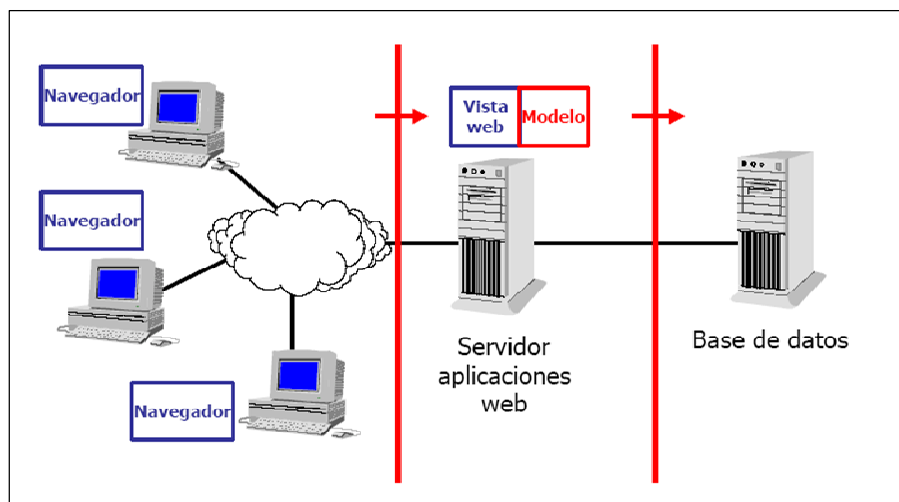 Navegador
Navegador
Navegador
Vista
web
Modelo
Servidor
aplicaciones
web
Base de datos